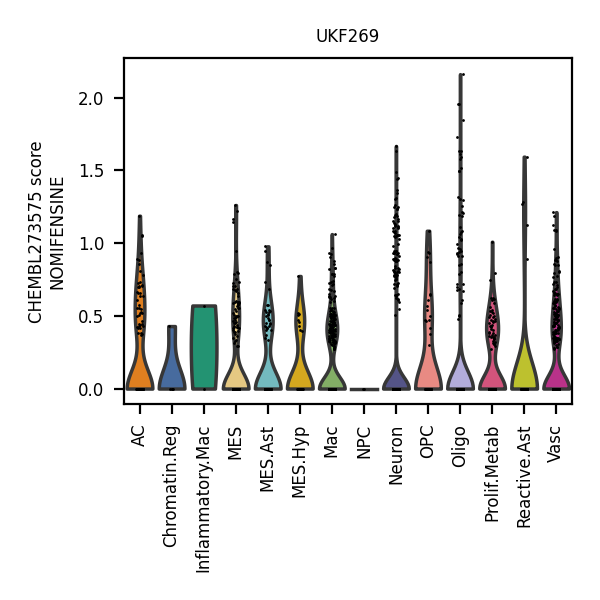 UKF269
CHEMBL273575 score
NOMIFENSINE
2.0
1.5
1.0
0.5
0.0
AC
Chromatin.Reg
Inflammatory.Mac
MES
MES.Ast
MES.Hyp
Mac
NPC
Neuron
OPC
Oligo
Prolif.Metab
Reactive.Ast
Vasc